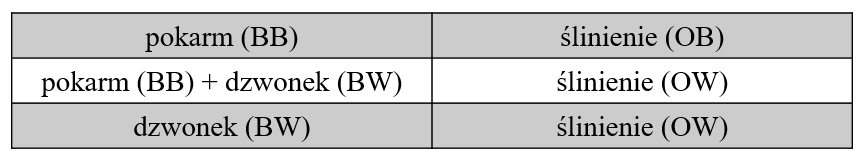 pokarm (BB) ślinienie (OB)
pokarm (BB) + dzwonek (BW) ślinienie (OW)
dzwonek (BW) ślinienie (OW)